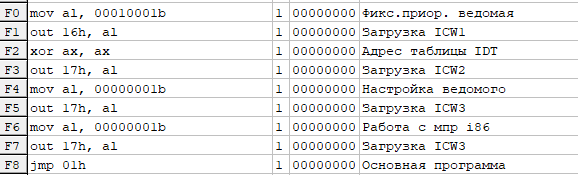 F0 mov al, 00010001b 1 00000000 Фикс.приор. ведомая
F1 out 16h, al 1 00000000 Загрузка ICW1
F2 xor ax, ax 1 00000000 Адрес таблицы IDT
F3 out 17h, al 1 00000000 Загрузка ICW2
F4 mov al, 00000001b 1 00000000 Настройка ведомого
F5 out 17h, al 1 00000000 Загрузка ICW3
F6 mov al, 00000001b 1 00000000 Работа с мпр i86
F7 out 17h, al 1 00000000 Загрузка ICW3
F8 jmp 01h 1 00000000 Основная программа